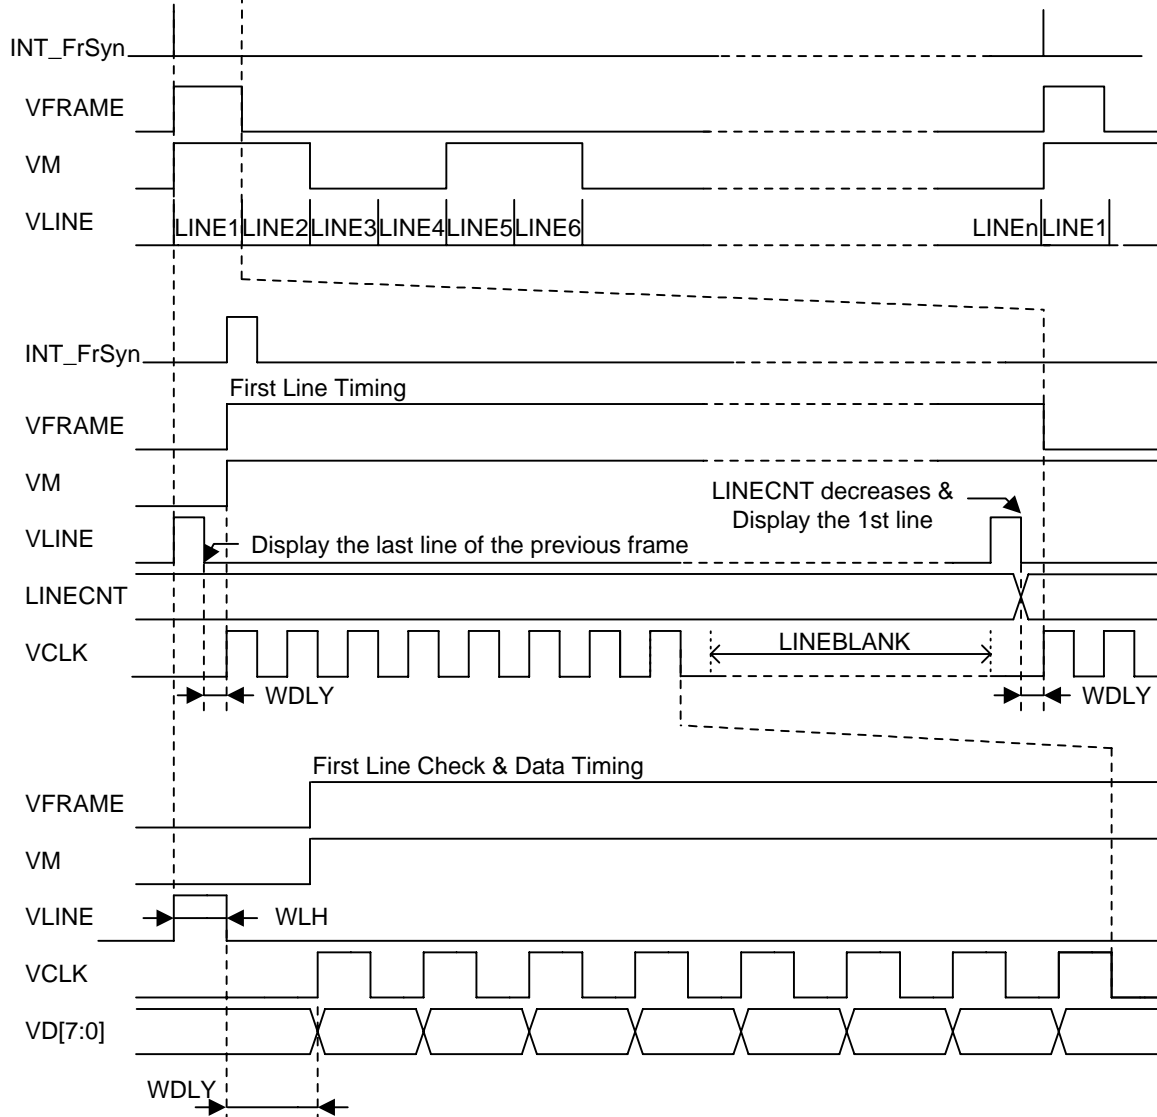 INT_FrSyn
VFRAME
VM
VLINE
LINE1 LINE2 LINE3 LINE4 LINE5 LINE6 LINEn LINE1
INT_FrSyn
First Line Timing
VFRAME
VM
LINECNT decreases &
Display the 1st line
VLINE
Display the last line of the previous frame
LINECNT
VCLK
LINEBLANK
WDLY WDLY
First Line Check & Data Timing
VFRAME
VM
VLINE
WLH
VCLK
VD[7:0]
WDLY